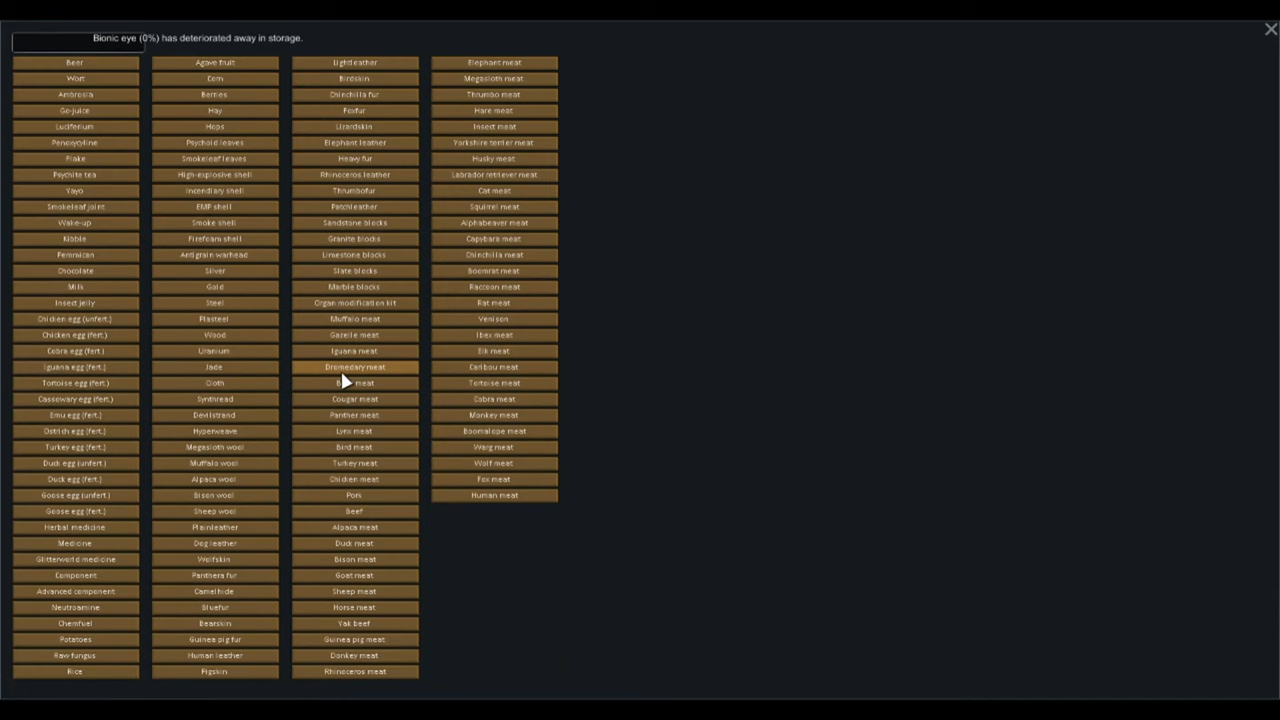 Bionic eye (0%) has deteriorated away in storage.
Beer
Wort
Ambrosia
Go-juice
Luciferium
Penoxycyline
Flake
Psychite tea
Yayo
Smokeleaf joint
Wake-up
Kibble
Pemmican
Chocolate
Milk
Insect jelly
Chicken egg (unfert.)
Chicken egg (fert.)
Cobra egg (fert.)
Iguana egg (fert.)
Tortoise egg (fert.)
Cassowary egg (fert.)
Emu egg (fert.)
Ostrich egg (fert.)
Turkey egg (fert.)
Duck egg (unfert.)
Duck egg (fert.)
Goose egg (unfert.)
Goose egg (fert.)
Herbal medicine
Medicine
Glitterworld medicine
Component
Advanced component
Neutroamine
Chemfuel
Potatoes
Raw fungus
Rice
Agave fruit
Corn
Berries
Hay
Hops
Psychoid leaves
Smokeleaf leaves
High-explosive shell
Incendiary shell
EMP shell
Smoke shell
Firefoam shell
Antigrain warhead
Silver
Gold
Steel
Plasteel
Wood
Uranium
Jade
Cloth
Synthread
Devilstrand
Hyperweave
Megasloth wool
Muffalo wool
Alpaca wool
Bison wool
Sheep wool
Plainleather
Dog leather
Wolfskin
Panthera fur
Camelhide
Bluefur
Bearskin
Guinea pig fur
Human leather
Pigskin
Lightleather
Birdskin
Chinchilla fur
Foxfur
Lizardskin
Elephant leather
Heavy fur
Rhinoceros leather
Thrumbofur
Patchleather
Sandstone blocks
Granite blocks
Limestone blocks
Slate blocks
Marble blocks
Organ modification kit
Muffalo meat
Gazelle meat
Iguana meat
Dromedary meat
meat
Cougar meat
Panther meat
Lynx meat
Bird meat
Turkey meat
Chicken meat
Pork
Beef
Alpaca meat
Duck meat
Bison meat
Goat meat
Sheep meat
Horse meat
Yak beef
Guinea pig meat
Donkey meat
Rhinoceros meat
Elephant meat
Megasloth meat
Thrumbo meat
Hare meat
Insect meat
Yorkshire terrier meat
Husky meat
Labrador retriever meat
Cat meat
Squirrel meat
Alphabeaver meat
Capybara meat
Chinchilla meat
Boomrat meat
Raccoon meat
Rat meat
Venison
Ibex meat
Elk meat
Caribou meat
Tortoise meat
Cobra meat
Monkey meat
Boomalope meat
Warg meat
Wolf meat
Fox meat
Human meat